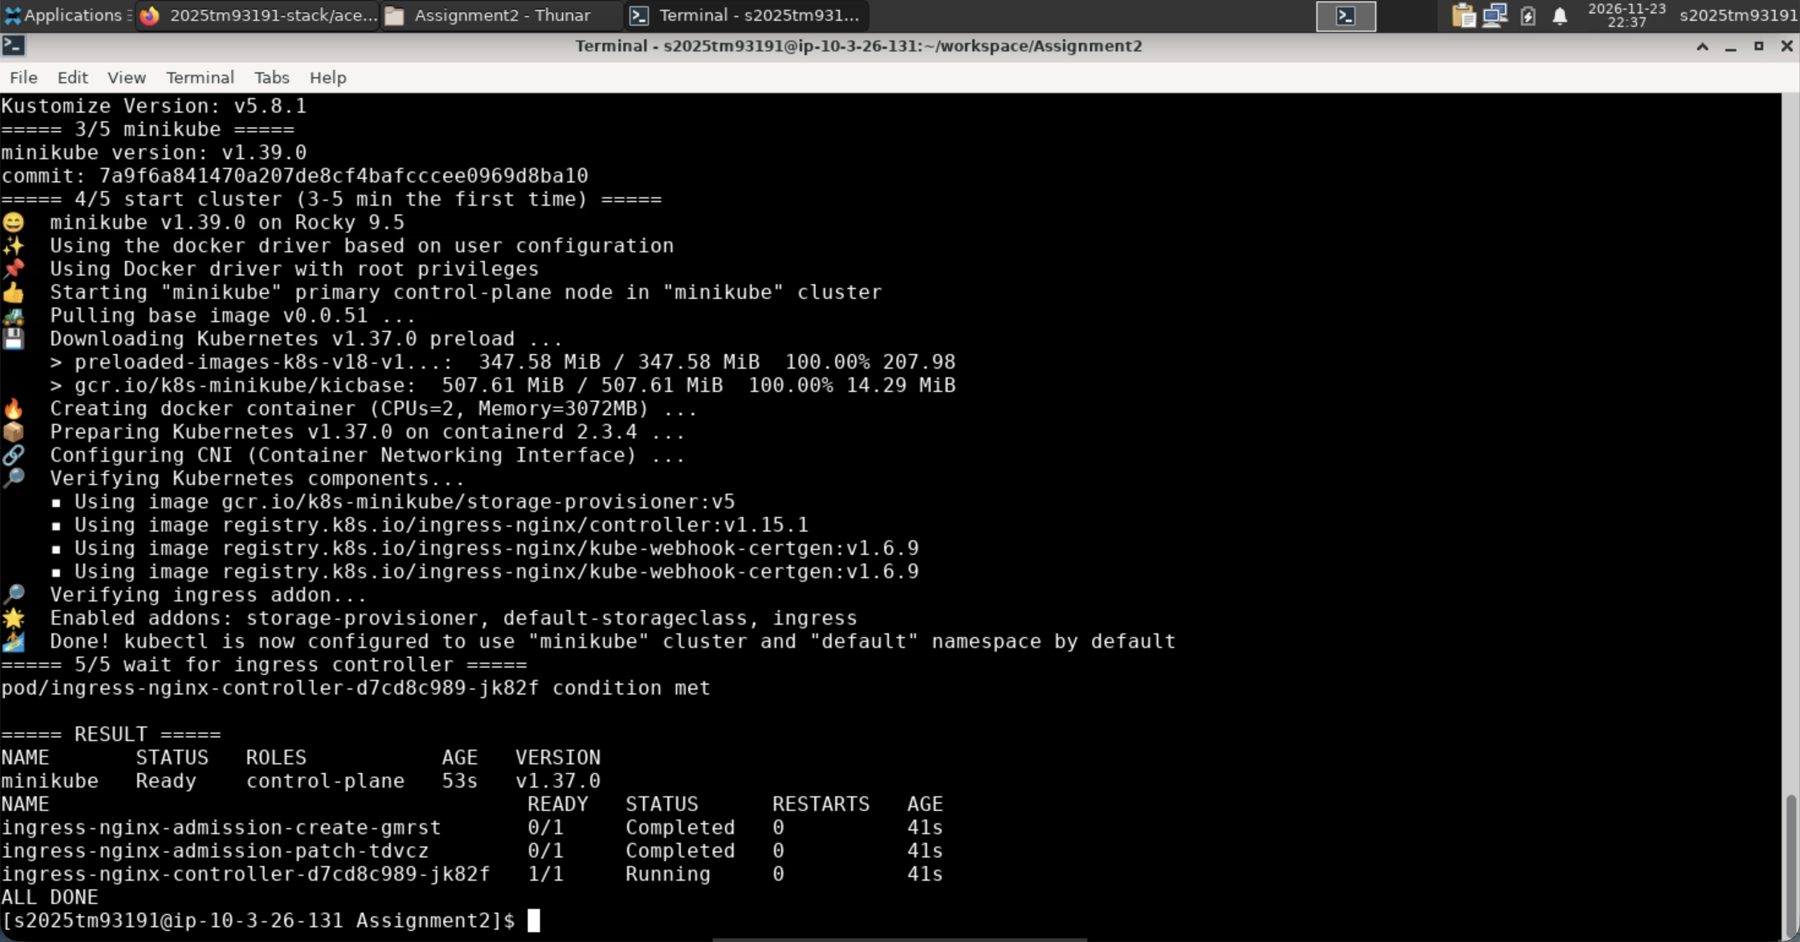 Applications
2025tm93191-stack/ace...
Assignment2 - Thunar
Terminal - s2025tm931...
2026-11-23
22:37
s2025tm93191
Terminal - s2025tm93191@ip-10-3-26-131:~/workspace/Assignment2
File Edit View Terminal Tabs Help
Kustomize Version: v5.8.1
===== 3/5 minikube =====
minikube version: v1.39.0
commit: 7a9f6a841470a207de8cf4bafcccee0969d8ba10
===== 4/5 start cluster (3-5 min the first time) =====
😄 minikube v1.39.0 on Rocky 9.5
✨ Using the docker driver based on user configuration
📌 Using Docker driver with root privileges
👍 Starting "minikube" primary control-plane node in "minikube" cluster
🚜 Pulling base image v0.0.51 ...
💾 Downloading Kubernetes v1.37.0 preload ...
> preloaded-images-k8s-v18-v1...: 347.58 MiB / 347.58 MiB 100.00% 207.98
> gcr.io/k8s-minikube/kicbase: 507.61 MiB / 507.61 MiB 100.00% 14.29 MiB
🔥 Creating docker container (CPUs=2, Memory=3072MB) ...
📦 Preparing Kubernetes v1.37.0 on containerd 2.3.4 ...
🔗 Configuring CNI (Container Networking Interface) ...
🔎 Verifying Kubernetes components...
▪ Using image gcr.io/k8s-minikube/storage-provisioner:v5
▪ Using image registry.k8s.io/ingress-nginx/controller:v1.15.1
▪ Using image registry.k8s.io/ingress-nginx/kube-webhook-certgen:v1.6.9
▪ Using image registry.k8s.io/ingress-nginx/kube-webhook-certgen:v1.6.9
🔎 Verifying ingress addon...
🌟 Enabled addons: storage-provisioner, default-storageclass, ingress
🏄 Done! kubectl is now configured to use "minikube" cluster and "default" namespace by default
===== 5/5 wait for ingress controller =====
pod/ingress-nginx-controller-d7cd8c989-jk82f condition met
===== RESULT =====
NAME STATUS ROLES AGE VERSION
minikube Ready control-plane 53s v1.37.0
NAME READY STATUS RESTARTS AGE
ingress-nginx-admission-create-gmrst 0/1 Completed 0 41s
ingress-nginx-admission-patch-tdvcz 0/1 Completed 0 41s
ingress-nginx-controller-d7cd8c989-jk82f 1/1 Running 0 41s
ALL DONE
[s2025tm93191@ip-10-3-26-131 Assignment2]$